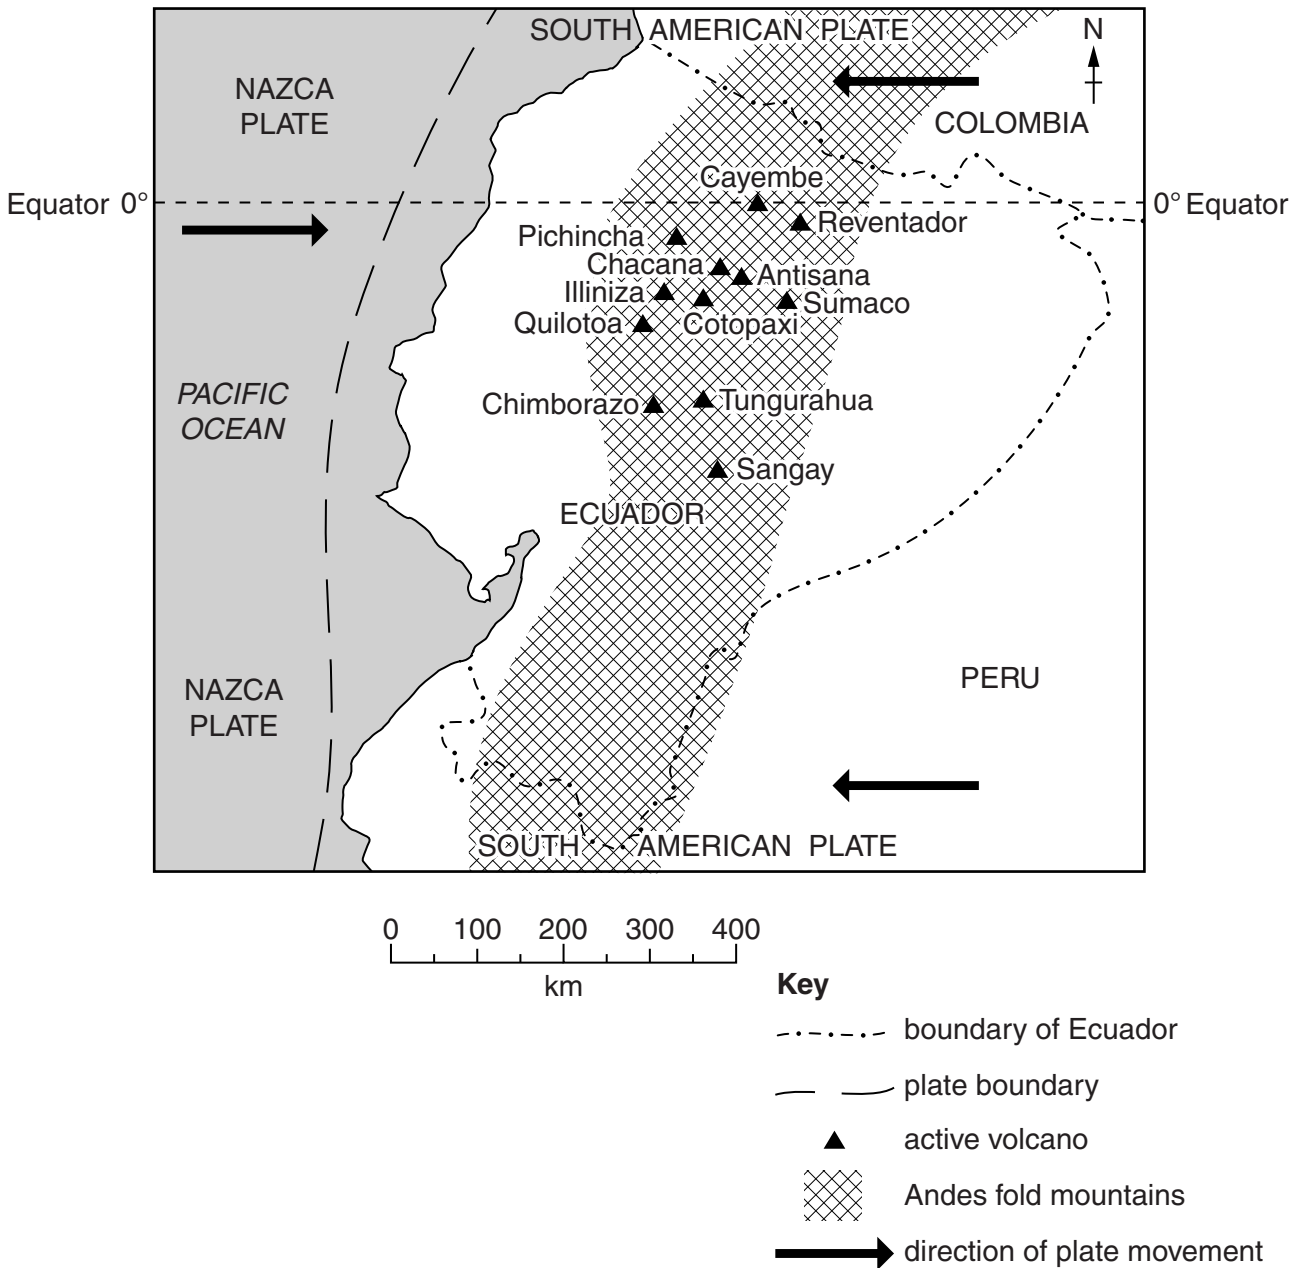 SOUTH AMERICAN PLATE
N
NAZCA
PLATE
COLOMBIA
Cayembe
Equator 0°
0° Equator
Reventador
Pichincha
Chacana
Antisana
Illiniza
Sumaco
Quilotoa
Cotopaxi
PACIFIC
OCEAN
Chimborazo
Tungurahua
Sangay
ECUADOR
NAZCA
PLATE
PERU
SOUTH AMERICAN PLATE
0 100 200 300 400
km
Key
boundary of Ecuador
plate boundary
active volcano
Andes fold mountains
direction of plate movement